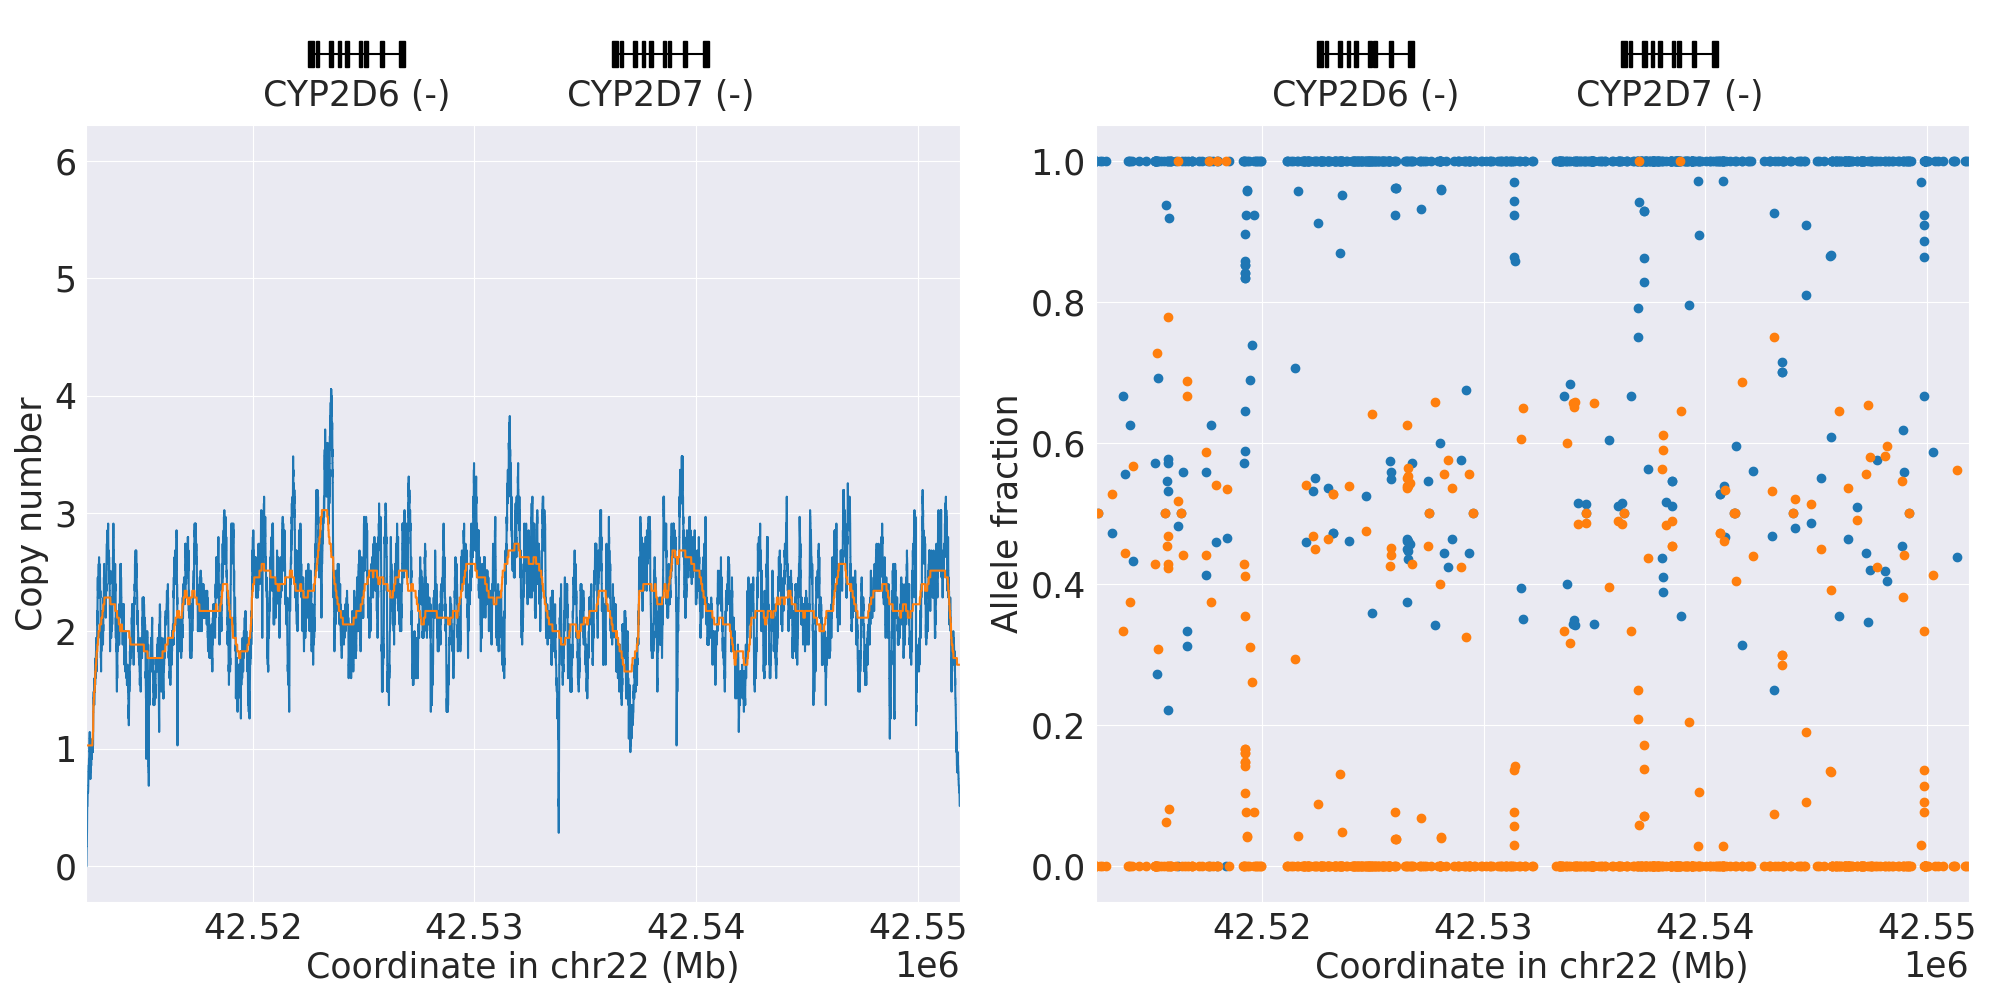 CYP2D6 (-)
CYP2D7 (-)
6
5
4
3
2
1
0
Copy number
42.52
42.53
42.54
42.55
1e6
Coordinate in chr22 (Mb)
CYP2D6 (-)
CYP2D7 (-)
1.0
0.8
0.6
0.4
0.2
0.0
Allele fraction
42.52
42.53
42.54
42.55
1e6
Coordinate in chr22 (Mb)